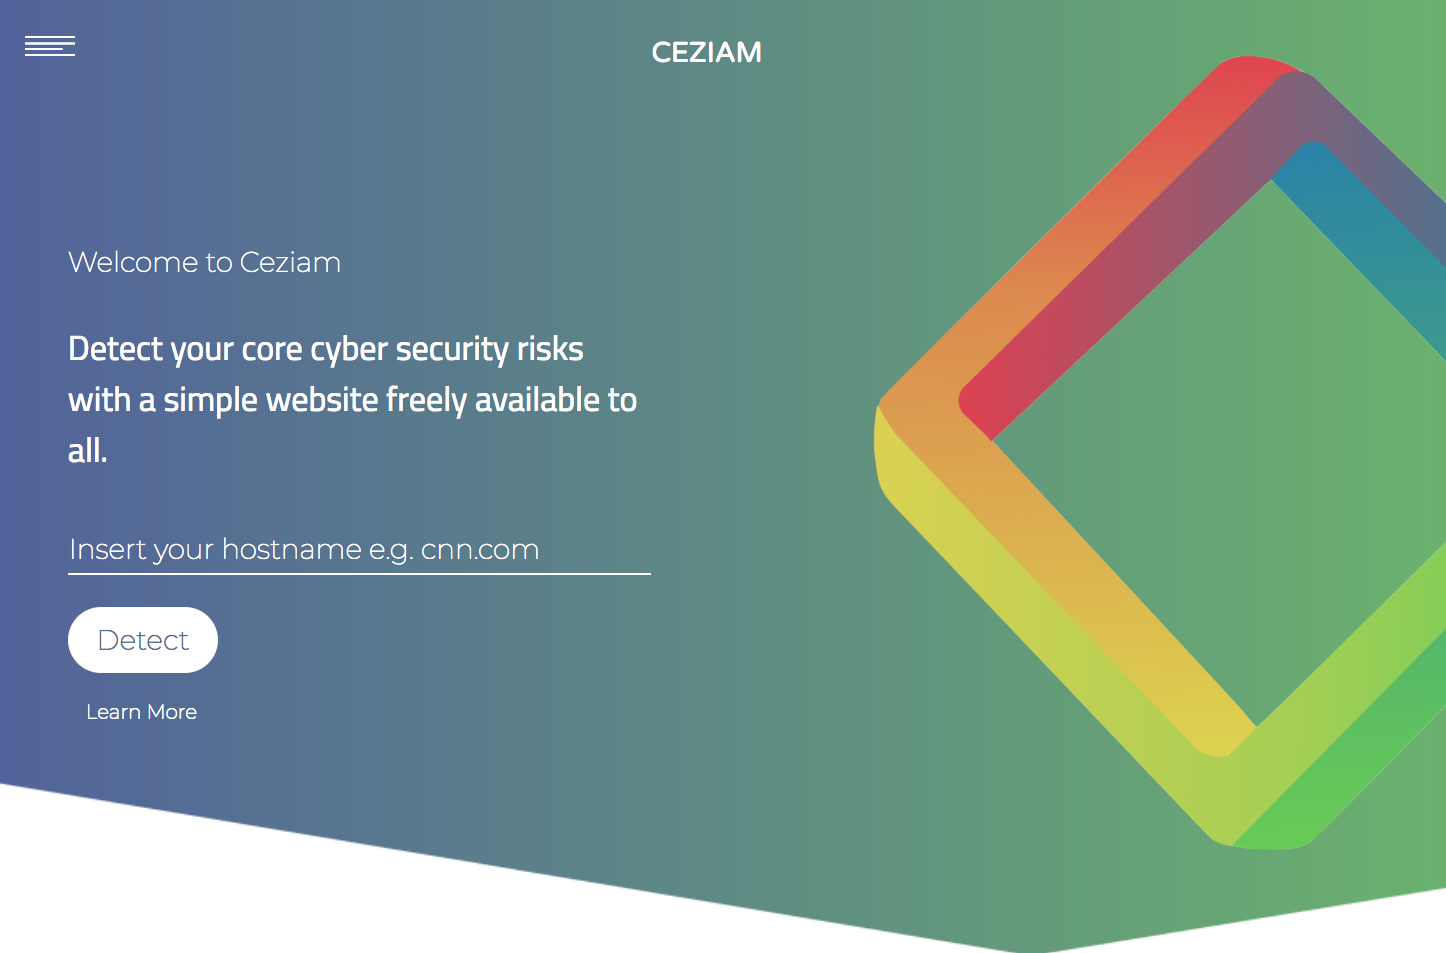 CEZIAM
Welcome to Ceziam
Detect your core cyber security risks
with a simple website freely available to
all.
Insert your hostname e.g. cnn.com
Detect
Learn More